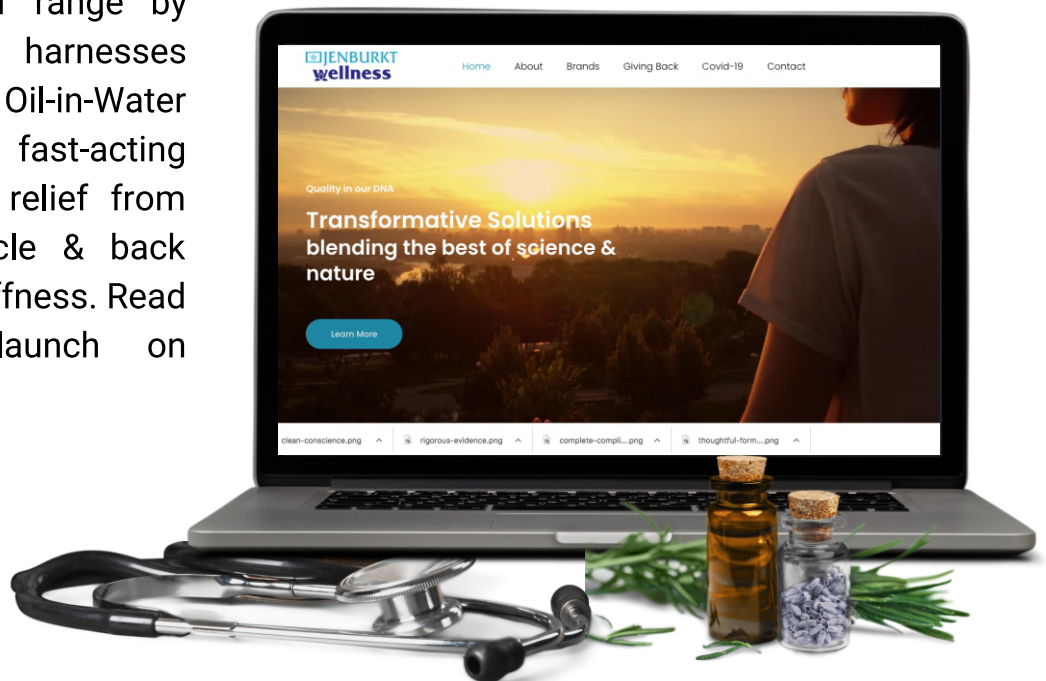 range by
harnesses
Oil-in-Water
fast-acting
relief from
& back
Read
launch on
JENBURKT
wellness
Home About Brands Giving Back Covid-19 Contact
Quality in our DNA
Transformative Solutions
blending the best of science &
nature
Learn More
clean-conscience.png rigorous-evidence.png complete-compli....png thoughtful-form....png